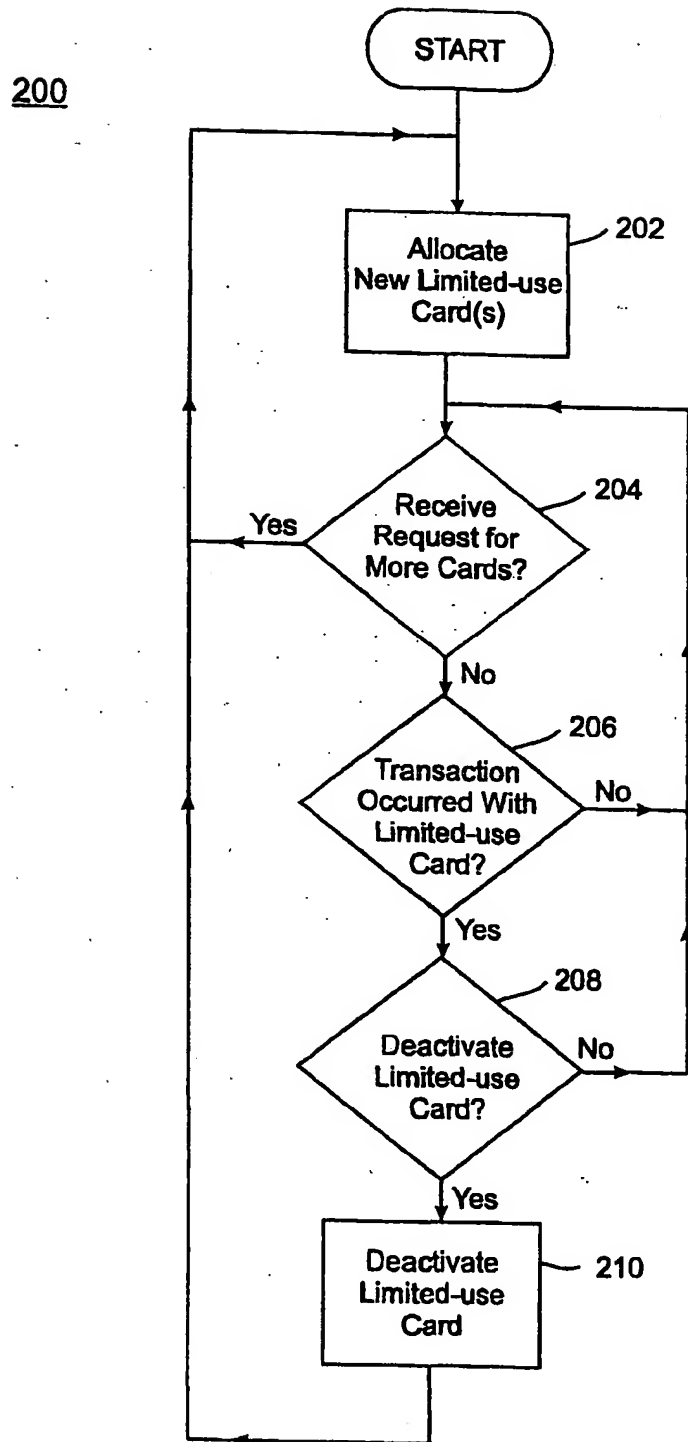 START
200
202
Allocate
New Limited-use
Card(s)
204
Receive
Request for
More Cards?
Yes
No
206
Transaction
Occurred With
Limited-use
Card?
No
Yes
208
Deactivate
Limited-use
Card?
No
Yes
210
Deactivate
Limited-use
Card